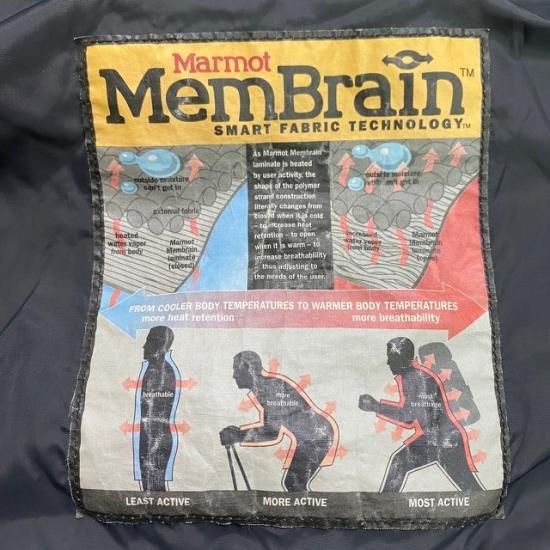 Marmot
MemBrain™
SMART FABRIC TECHNOLOGY™
outside moisture
can't get in
external fabric
heated
water vapor
from body
Marmot
Membrain
laminate
(closed)
As Marmot Membrain
laminate is heated
by user activity, the
shape of the polymer
strand construction
literally changes from
closed when it is cold
– to increase heat
retention – to open
when it is warm – to
increase breathability
thus adjusting to
the needs of the user.
outside moisture
still can't get in
increased
water vapor
from body
Marmot
Membrain
laminate
(open)
FROM COOLER BODY TEMPERATURES TO WARMER BODY TEMPERATURES
more heat retention
more breathability
breathable
more
breathable
most
breathable
LEAST ACTIVE
MORE ACTIVE
MOST ACTIVE